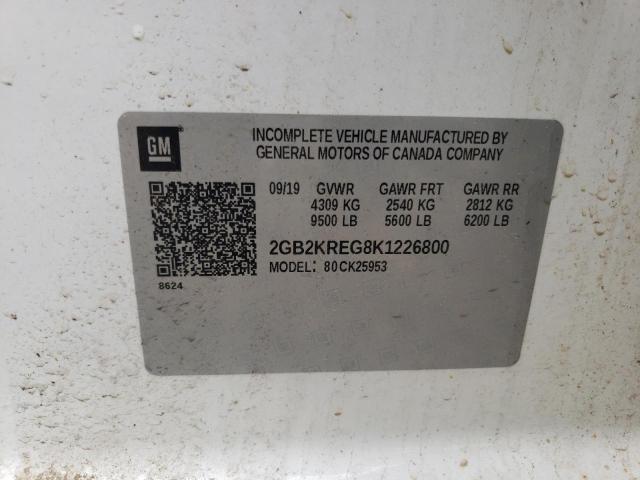 GM
INCOMPLETE VEHICLE MANUFACTURED BY
GENERAL MOTORS OF CANADA COMPANY
09/19 GVWR GAWR FRT GAWR RR
4309 KG 2540 KG 2812 KG
9500 LB 5600 LB 6200 LB
2GB2KREG8K1226800
MODEL: 80CK25953
8624